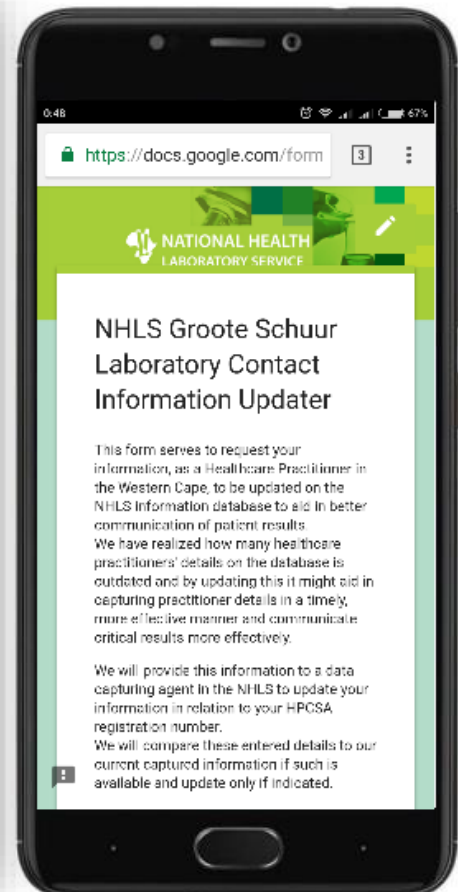 0:48
67%
https://docs.google.com/form
3
NATIONAL HEALTH
LABORATORY SERVICE
NHLS Groote Schuur
Laboratory Contact
Information Updater
This form serves to request your
information, as a Healthcare Practitioner in
the Western Cape, to be updated on the
NHLS information database to aid in better
communication of patient results.
We have realized how many healthcare
practitioners' details on the database is
outdated and by updating this it might aid in
capturing practitioner details in a timely,
more effective manner and communicate
critical results more effectively.
We will provide this information to a data
capturing agent in the NHLS to update your
information in relation to your HPCSA
registration number.
We will compare these entered details to our
current captured information if such is
available and update only if indicated.